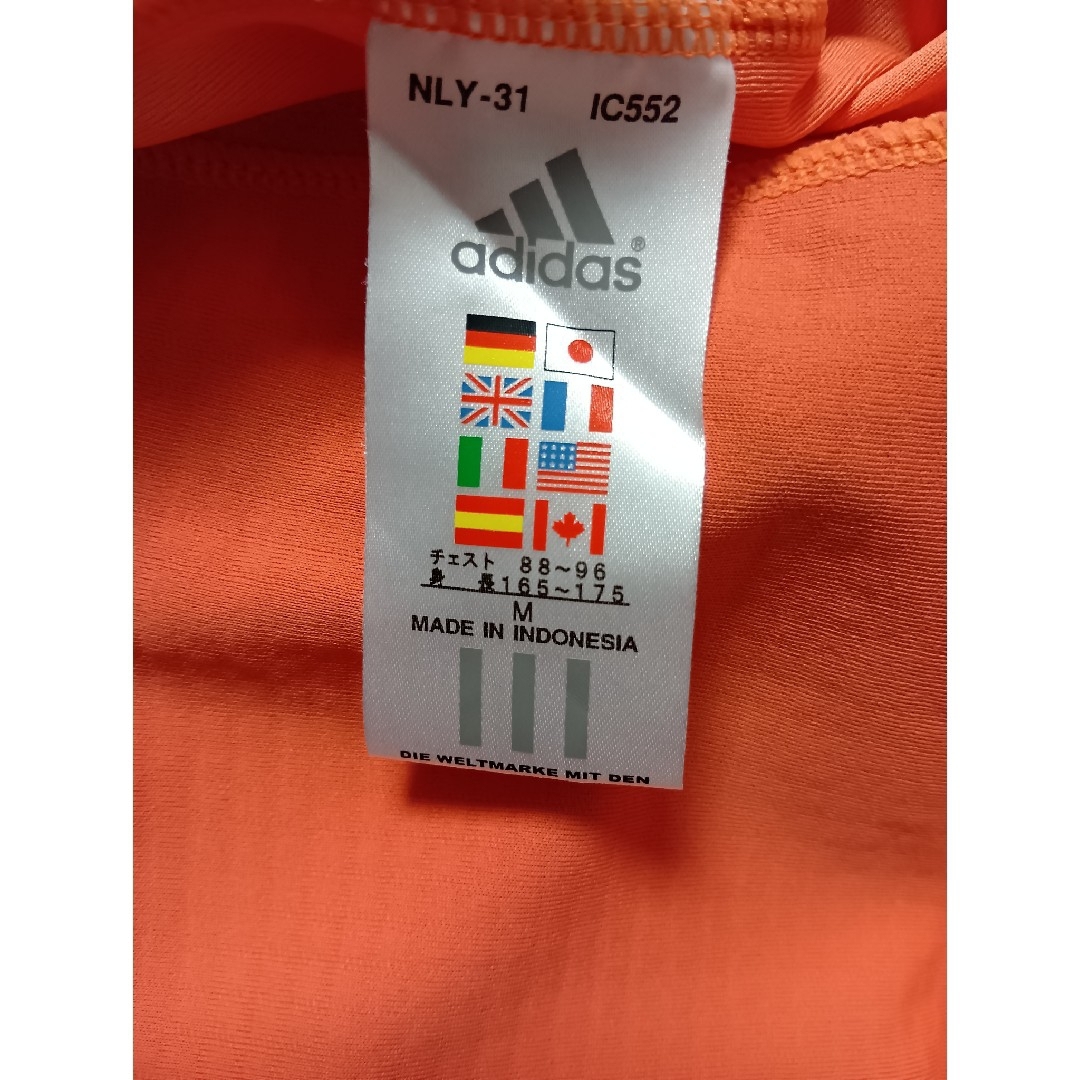 NLY-31 IC552
adidas®
チェスト 88~96
身 長165~175
M
MADE IN INDONESIA
DIE WELTMARKE MIT DEN